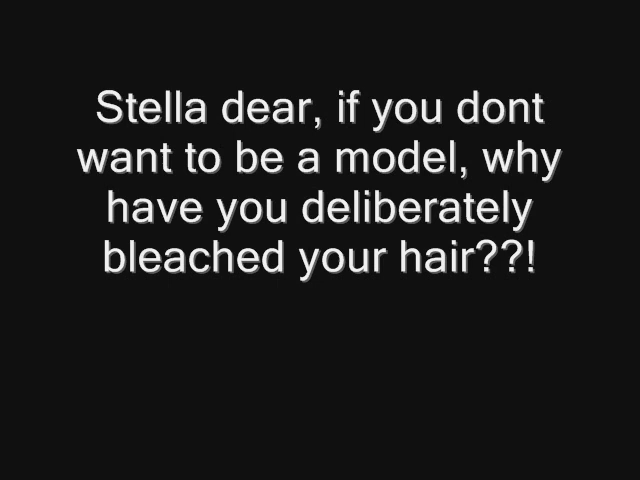 Stella dear, if you dont
want to be a model, why
have you deliberately
bleached your hair??!